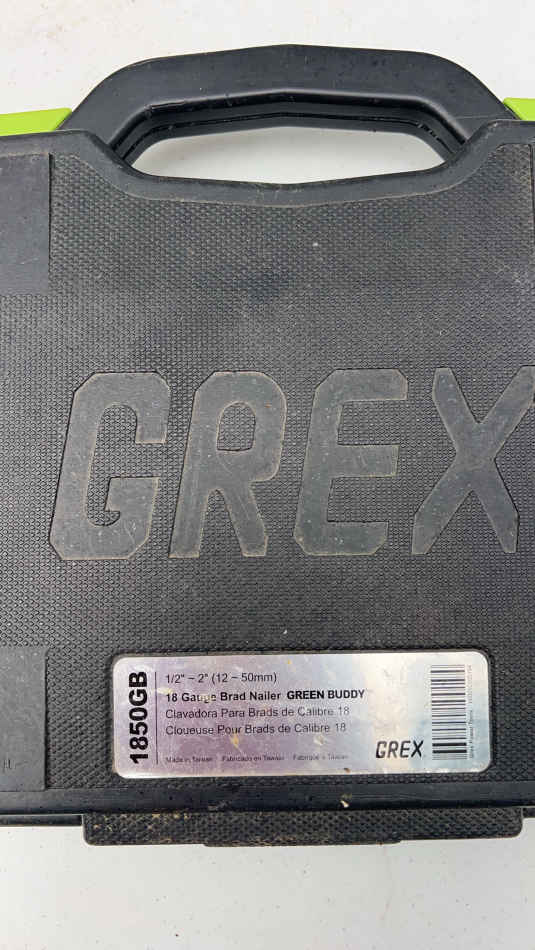 GREX
1850GB
1/2" ~ 2" (12 ~ 50mm)
18 Gauge Brad Nailer GREEN BUDDY
Clavadora Para Brads de Calibre 18
Cloueuse Pour Brads de Calibre 18
Made in Taiwan Fabricado en Taiwán Fabriqué à Taiwan
GREX